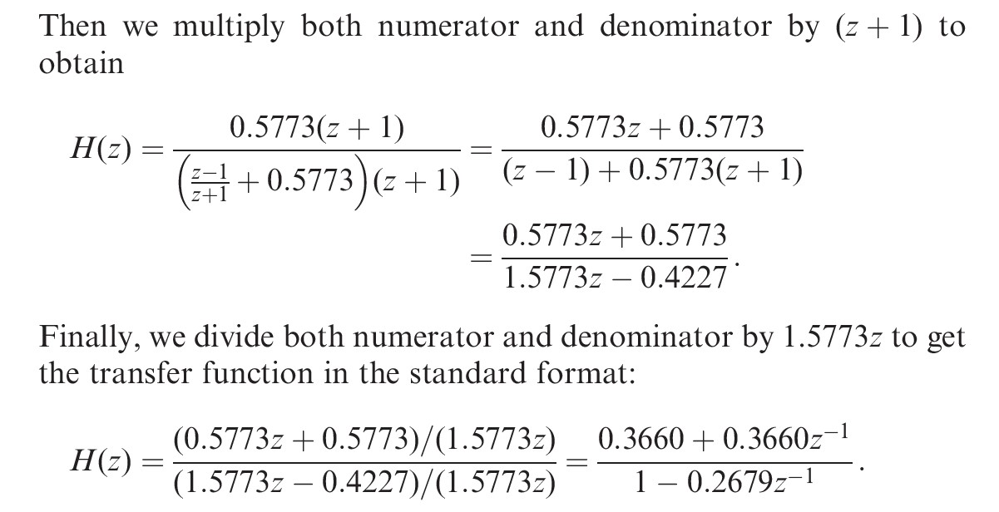 Then we multiply both numerator and denominator by (z + 1) to
obtain
H(z) = \frac{0.5773(z + 1)}{\left(\frac{z-1}{z+1} + 0.5773\right)(z + 1)} = \frac{0.5773z + 0.5773}{(z - 1) + 0.5773(z + 1)}
= \frac{0.5773z + 0.5773}{1.5773z - 0.4227}.
Finally, we divide both numerator and denominator by 1.5773z to get
the transfer function in the standard format:
H(z) = \frac{(0.5773z + 0.5773)/(1.5773z)}{(1.5773z - 0.4227)/(1.5773z)} = \frac{0.3660 + 0.3660z^{-1}}{1 - 0.2679z^{-1}}.